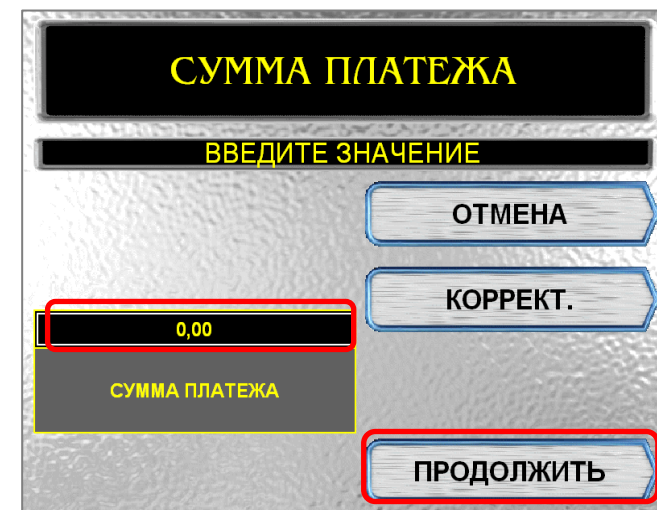 СУММА ПЛАТЕЖА
ВВЕДИТЕ ЗНАЧЕНИЕ
ОТМЕНА
КОРРЕКТ.
0,00
СУММА ПЛАТЕЖА
ПРОДОЛЖИТЬ